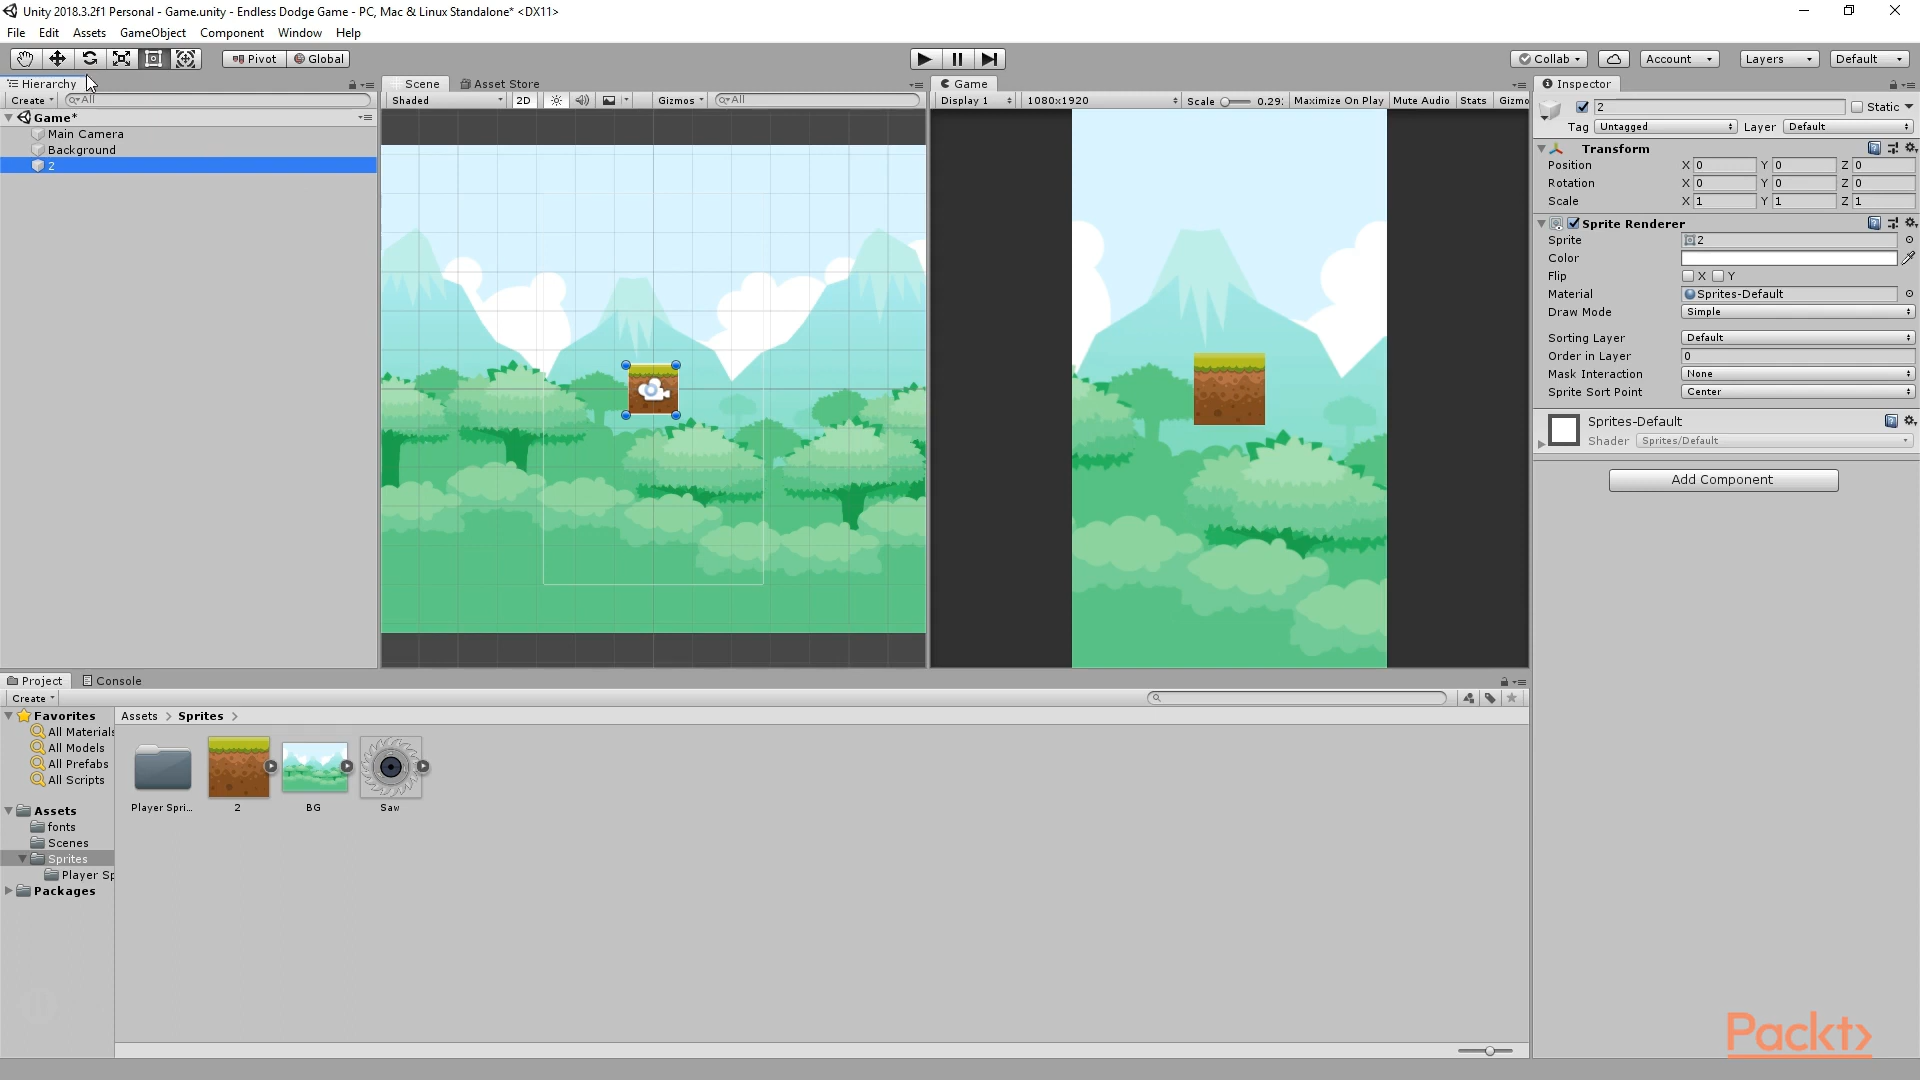 Unity 2018.3.2f1 Personal - Game.unity - Endless Dodge Game - PC, Mac & Linux Standalone* <DX11>
File Edit Assets GameObject Component Window Help
Pivot Global Collab Account Layers Default
Hierarchy
Create All
Game*
Main Camera
Background
2
Scene Asset Store
Shaded 2D Gizmos All
Game
Display 1 1080x1920 Scale 0.29: Maximize On Play Mute Audio Stats Gizmo
Inspector
2 Static
Tag Untagged Layer Default
Transform
Position X 0 Y 0 Z 0
Rotation X 0 Y 0 Z 0
Scale X 1 Y 1 Z 1
Sprite Renderer
Sprite 2
Color
Flip X Y
Material Sprites-Default
Draw Mode Simple
Sorting Layer Default
Order in Layer 0
Mask Interaction None
Sprite Sort Point Center
Sprites-Default
Shader Sprites/Default
Add Component
Project Console
Create
Favorites
All Materials
All Models
All Prefabs
All Scripts
Assets
fonts
Scenes
Sprites
Player Sp
Packages
Assets > Sprites >
Player Spri... 2 BG Saw
Packt>